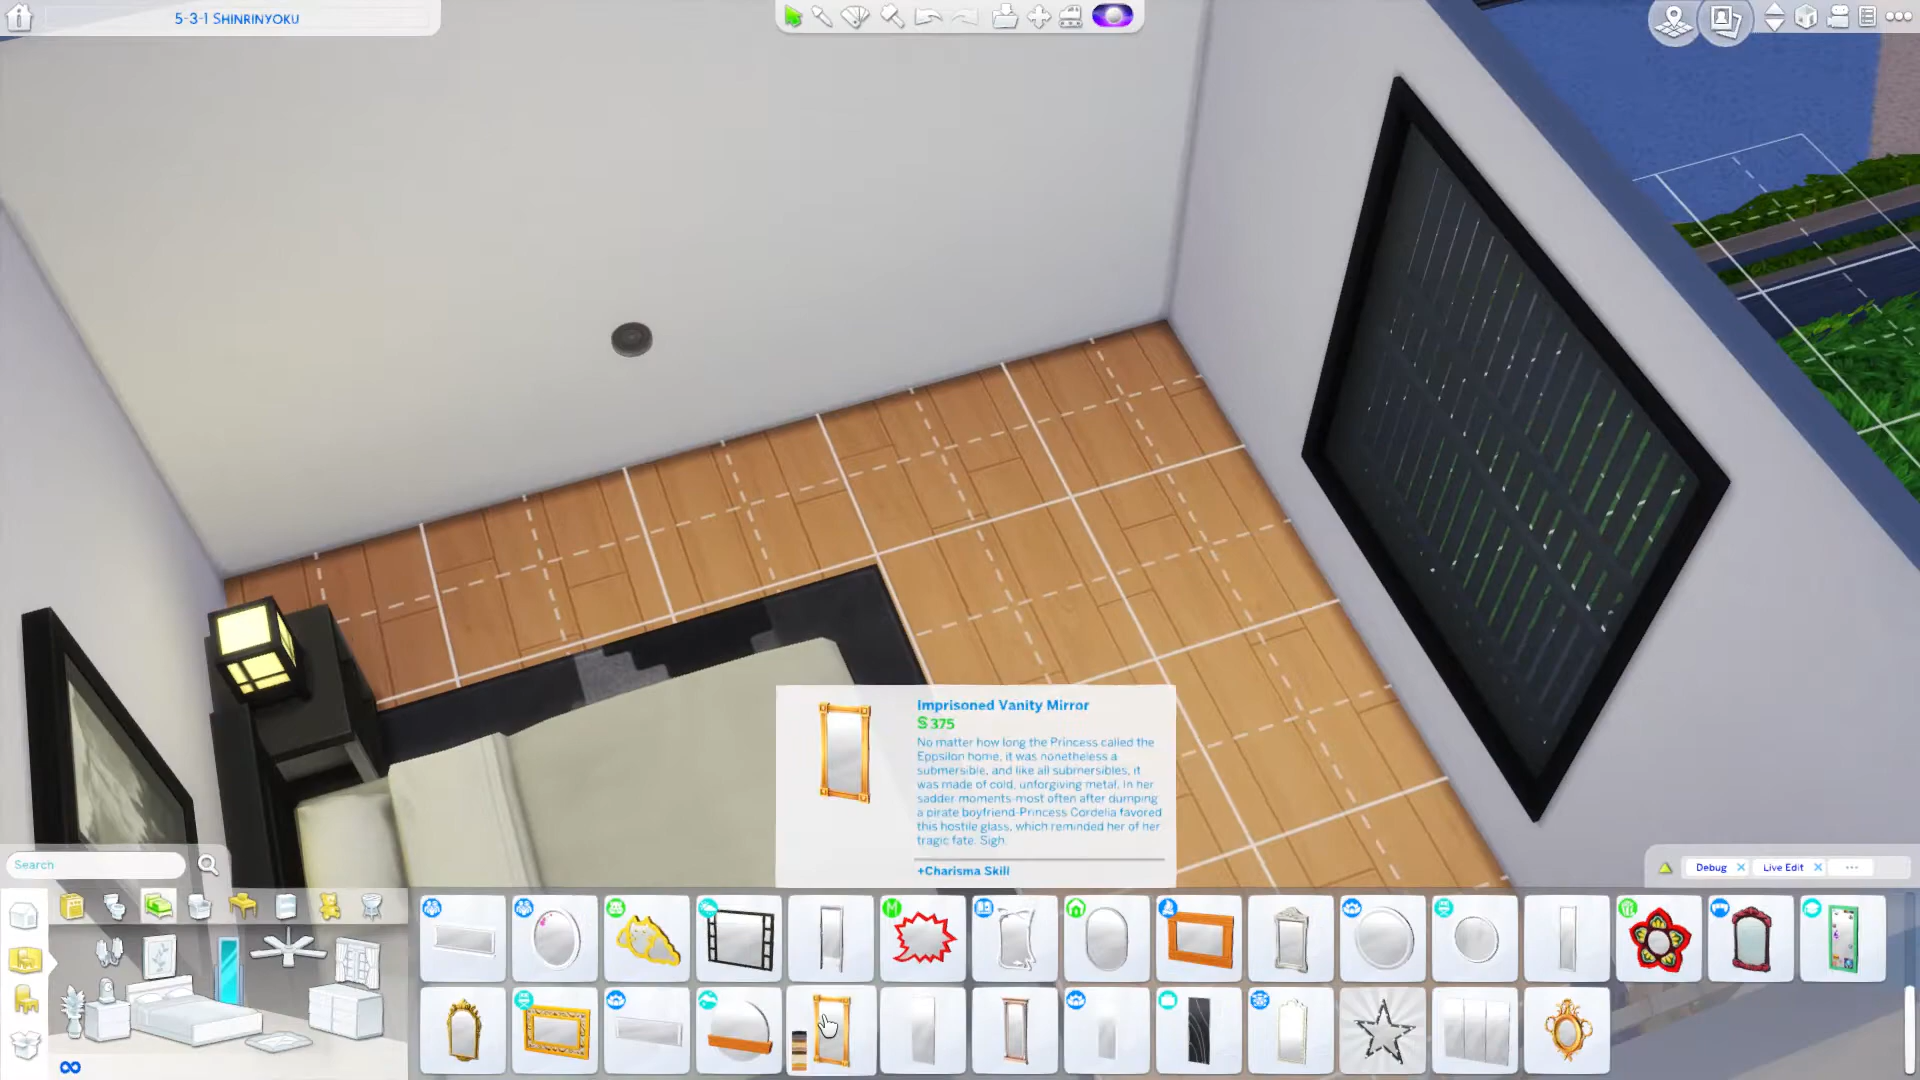 5-3-1 SHINRINYOKU
Imprisoned Vanity Mirror
§375
No matter how long the Princess called the
Eppsilon home, it was nonetheless a
submersible, and like all submersibles, it
was made of cold, unforgiving metal. In her
sadder moments-most often after dumping
a pirate boyfriend-Princess Cordelia favored
this hostile glass, which reminded her of her
tragic fate. Sigh.
+Charisma Skill
Search
Debug
Live Edit